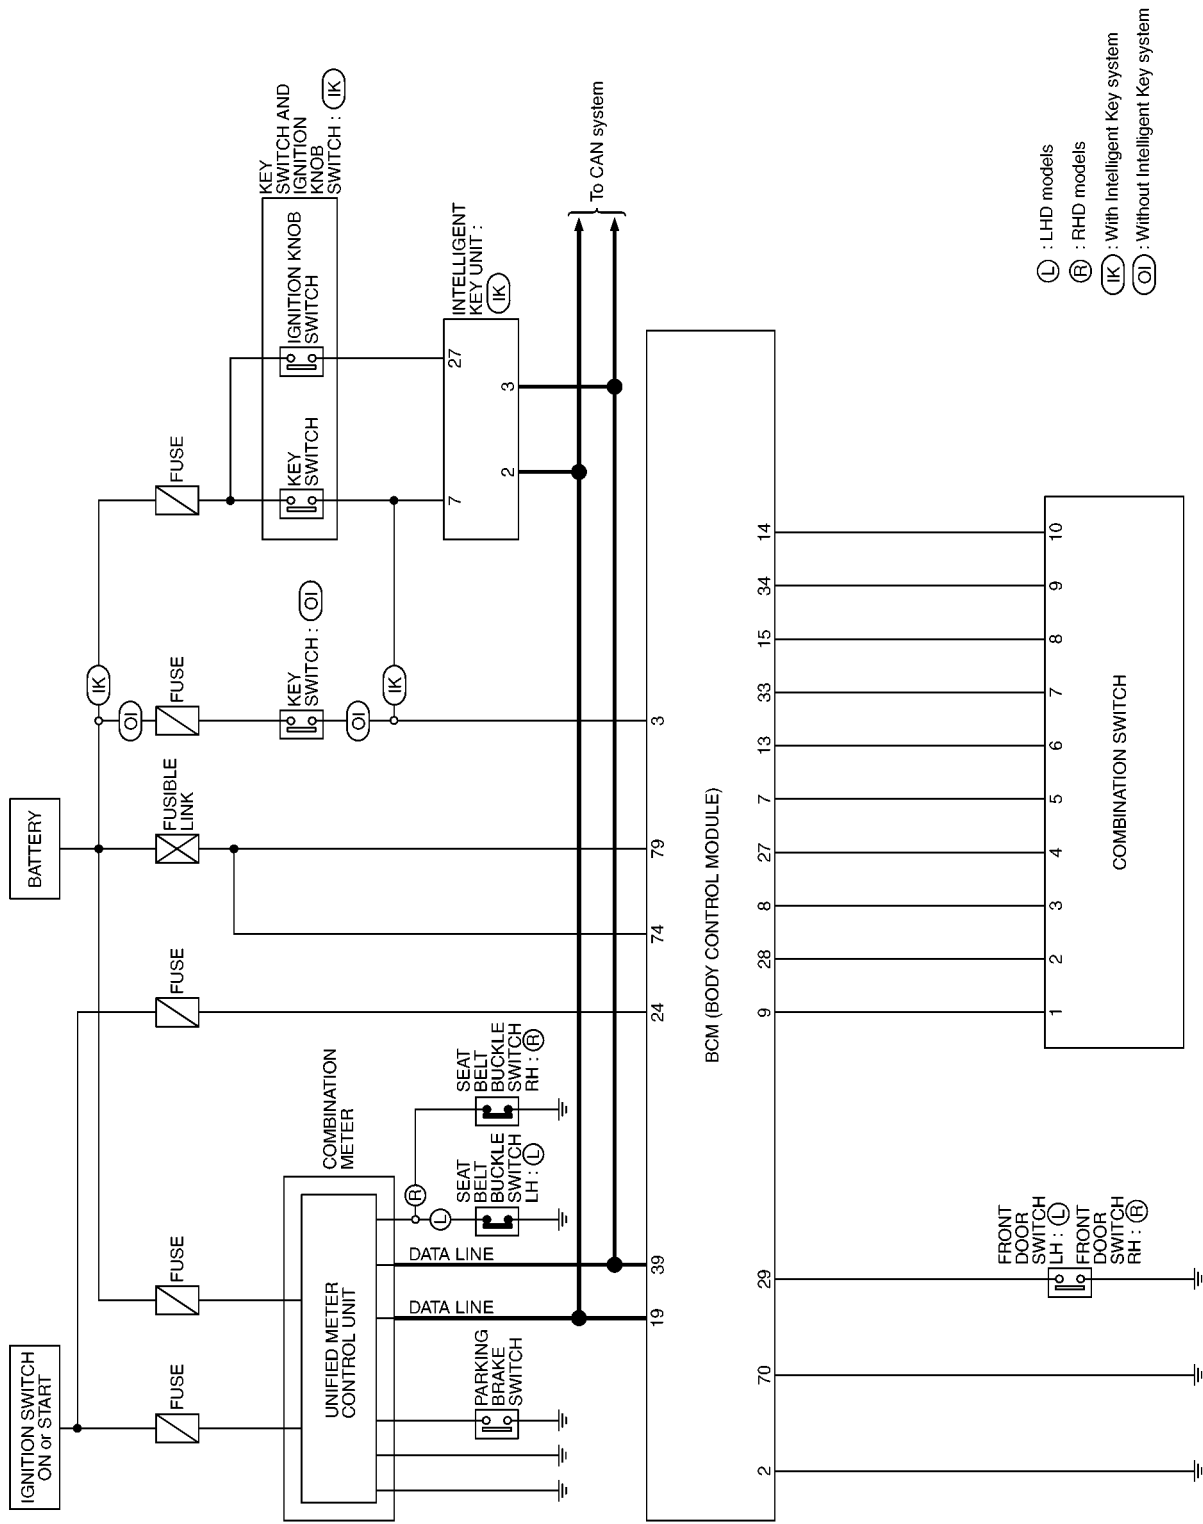 IGNITION SWITCH
ON or START
BATTERY
FUSE
FUSE
FUSE
FUSIBLE
LINK
FUSE
FUSE
IK
OI
UNIFIED METER
CONTROL UNIT
COMBINATION
METER
KEY
SWITCH : OI
OI
IK
KEY
SWITCH
IGNITION KNOB
SWITCH
KEY
SWITCH AND
IGNITION
KNOB
SWITCH : IK
PARKING
BRAKE
SWITCH
DATA LINE
DATA LINE
L
R
SEAT
BELT
BUCKLE
SWITCH
LH : L
SEAT
BELT
BUCKLE
SWITCH
RH : R
7
27
2
3
INTELLIGENT
KEY UNIT :
IK
To CAN system
19
39
24
74
79
3
BCM (BODY CONTROL MODULE)
2
70
29
9
28
8
27
7
13
33
15
34
14
FRONT
DOOR
SWITCH
LH : L
FRONT
DOOR
SWITCH
RH : R
1
2
3
4
5
6
7
8
9
10
COMBINATION SWITCH
L : LHD models
R : RHD models
IK : With Intelligent Key system
OI : Without Intelligent Key system